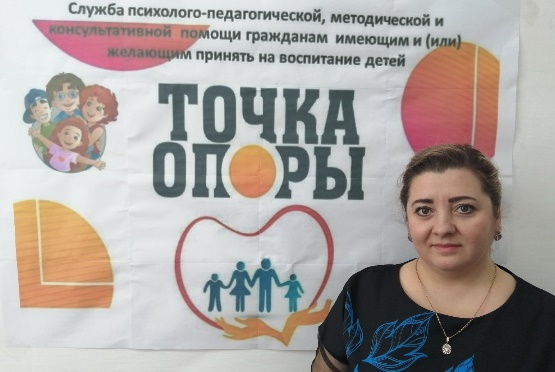 Служба психолого-педагогической, методической и
консультативной помощи гражданам имеющим и (или)
желающим принять на воспитание детей
ТОЧКА
ОПОРЫ